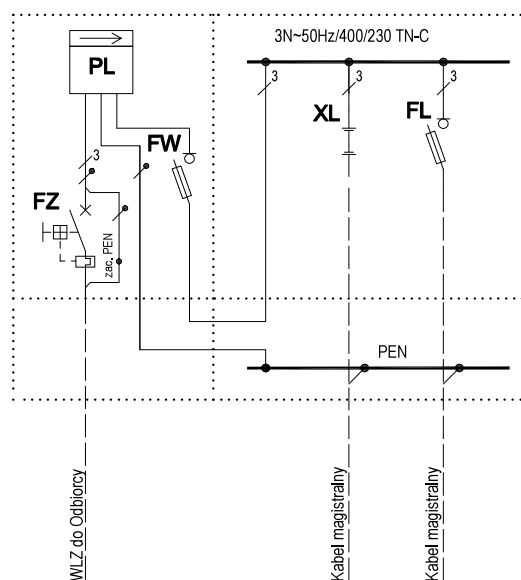 3N~50Hz/400/230 TN-C
PL
3
3
3
XL
FL
FW
3
FZ
zac. PEN
PEN
WLZ do Odbiorcy
Kabel magistralny
Kabel magistralny